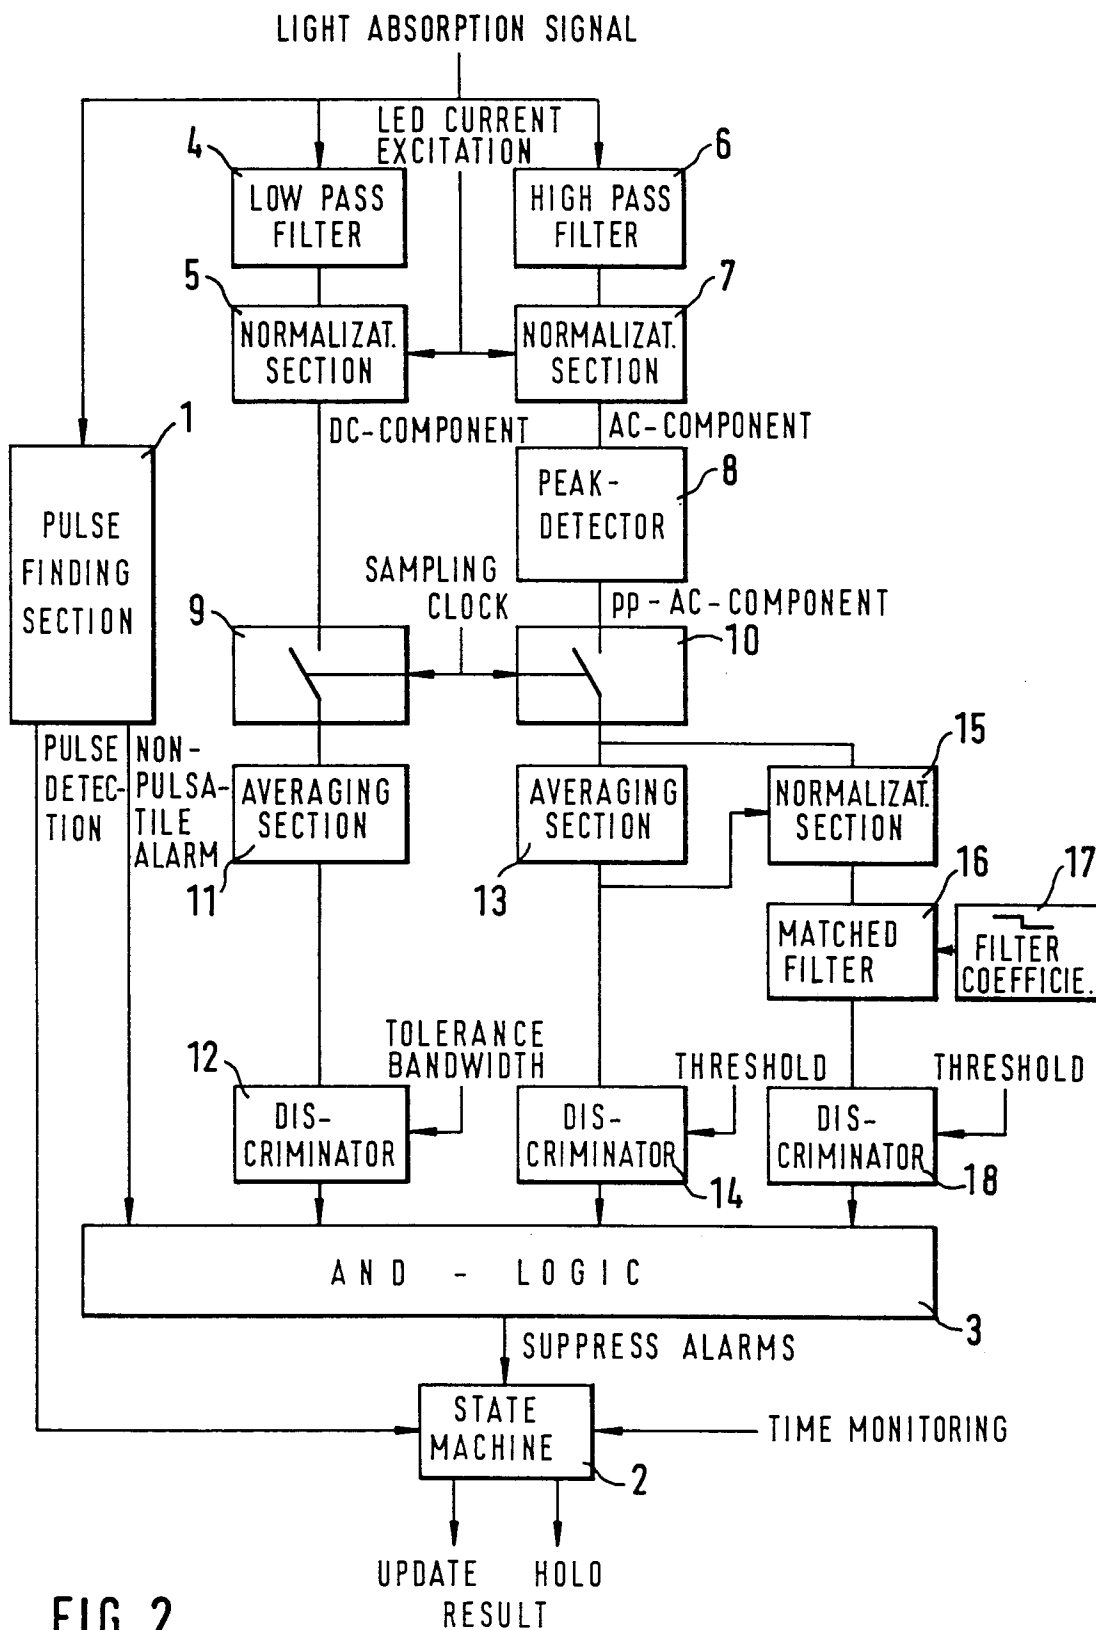 LIGHT ABSORPTION SIGNAL
LED CURRENT
EXCITATION
4
6
LOW PASS
FILTER
HIGH PASS
FILTER
5
7
NORMALIZAT.
SECTION
NORMALIZAT.
SECTION
1
DC-COMPONENT
AC-COMPONENT
8
PEAK-
DETECTOR
PULSE
FINDING
SECTION
SAMPLING
CLOCK
PP-AC-COMPONENT
9
10
PULSE
DETEC-
TION
NON-
PULSA-
TILE
ALARM
AVERAGING
SECTION
11
AVERAGING
SECTION
13
15
NORMALIZAT.
SECTION
16
17
MATCHED
FILTER
FILTER
COEFFICIE.
12
TOLERANCE
BANDWIDTH
THRESHOLD
THRESHOLD
DIS-
CRIMINATOR
DIS-
CRIMINATOR
14
DIS-
CRIMINATOR
18
AND - LOGIC
3
SUPPRESS ALARMS
STATE
MACHINE
2
TIME MONITORING
UPDATE HOLO
RESULT
FIG. 2